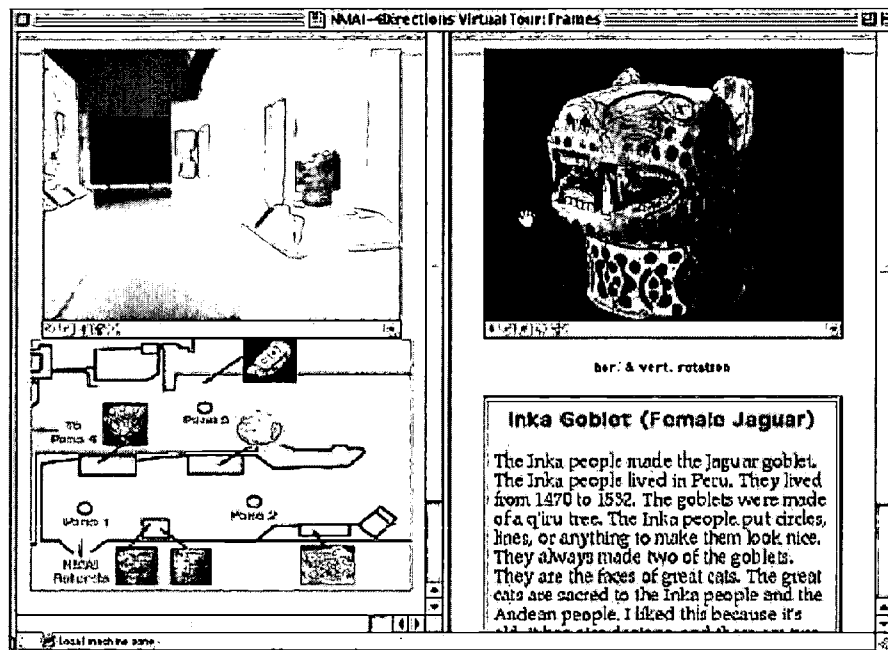 NMAI-4Directions Virtual Tour: Frames
To
Pano 4
Pano 3
Pano 1
Pano 2
NMAI
Rotunda
hor. & vert. rotation
Inka Goblet (Female Jaguar)
The Inka people made the Jaguar goblet.
The Inka people lived in Peru. They lived
from 1470 to 1532. The goblets were made
of a q'iru tree. The Inka people put circles,
lines, or anything to make them look nice.
They always made two of the goblets.
They are the faces of great cats. The great
cats are sacred to the Inka people and the
Andean people. I liked this because it's
Local machine zone